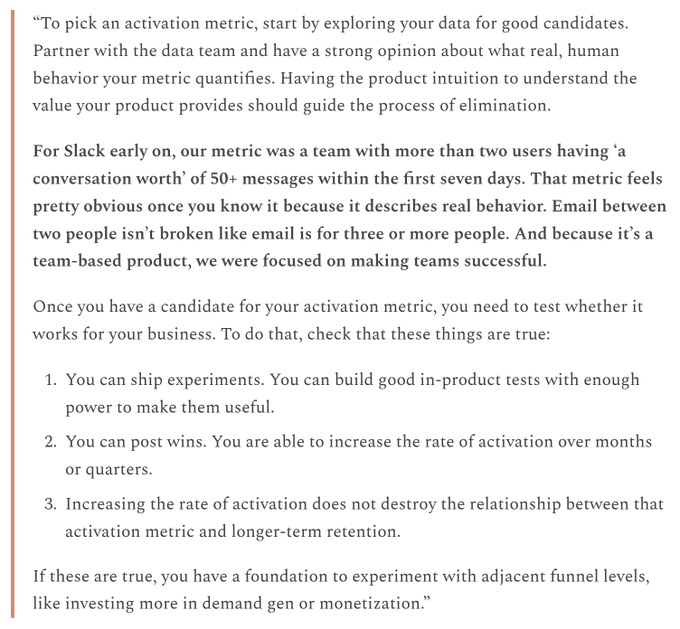 “To pick an activation metric, start by exploring your data for good candidates.
Partner with the data team and have a strong opinion about what real, human
behavior your metric quantifies. Having the product intuition to understand the
value your product provides should guide the process of elimination.
For Slack early on, our metric was a team with more than two users having ‘a
conversation worth’ of 50+ messages within the first seven days. That metric feels
pretty obvious once you know it because it describes real behavior. Email between
two people isn’t broken like email is for three or more people. And because it’s a
team-based product, we were focused on making teams successful.
Once you have a candidate for your activation metric, you need to test whether it
works for your business. To do that, check that these things are true:
1. You can ship experiments. You can build good in-product tests with enough
power to make them useful.
2. You can post wins. You are able to increase the rate of activation over months
or quarters.
3. Increasing the rate of activation does not destroy the relationship between that
activation metric and longer-term retention.
If these are true, you have a foundation to experiment with adjacent funnel levels,
like investing more in demand gen or monetization.”